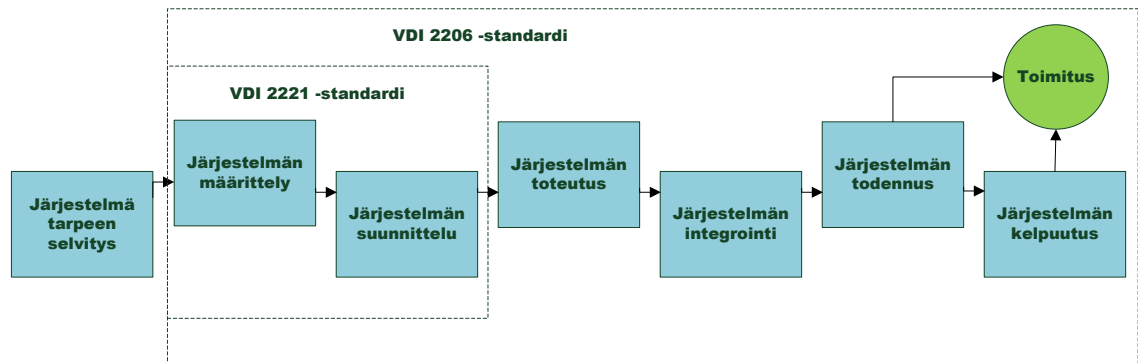 VDI 2206 -standardi
VDI 2221 -standardi
Järjestelmä
tarpeen
selvitys
Järjestelmän
määrittely
Järjestelmän
suunnittelu
Järjestelmän
toteutus
Järjestelmän
integrointi
Järjestelmän
todennus
Järjestelmän
kelpuutus
Toimitus